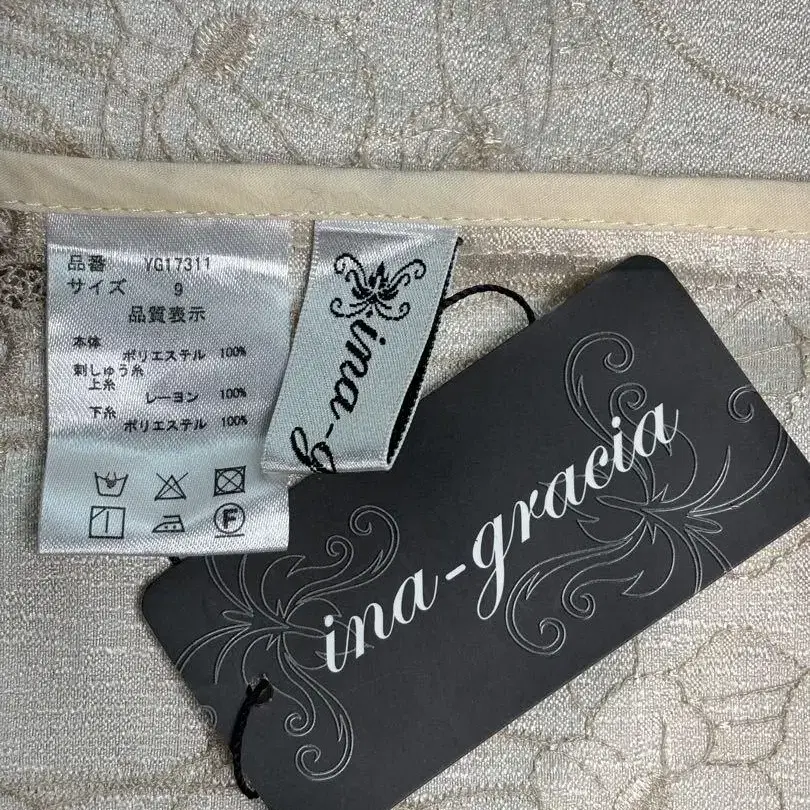 品番 YG17311
サイズ 9
品質表示
本体
ポリエステル 100%
刺しゅう糸
上糸
レーヨン 100%
下糸
ポリエステル 100%
F
ina-g
ina-gracia